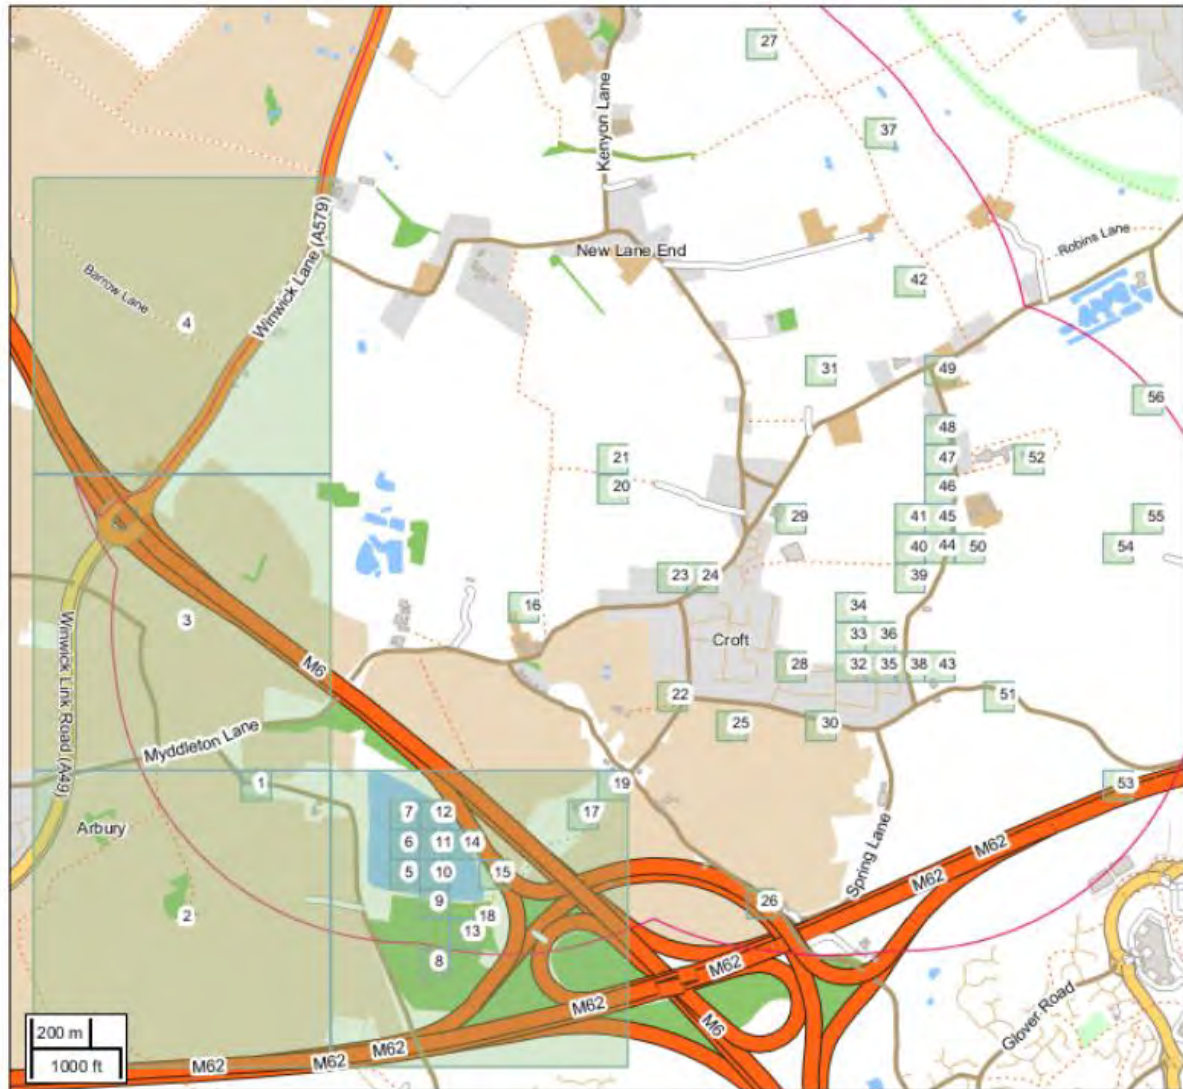 27
37
Kenyon Lane
New Lane End
Robins Lane
Winwick Lane (A579)
Barrow Lane
42
4
31
49
56
48
21
47
52
20
46
29
41
45
55
40
44
50
54
23
24
39
16
34
3
33
36
Croft
M6
28
32
35
38
43
22
51
25
30
Winwick Link Road (A49)
Myddleton Lane
1
19
53
7
12
17
Arbury
6
11
14
M62
5
10
15
Spring Lane
M62
9
26
2
18
13
8
M62
M62
M6
Glover Road
200 m
1000 ft
M62
M62
M62